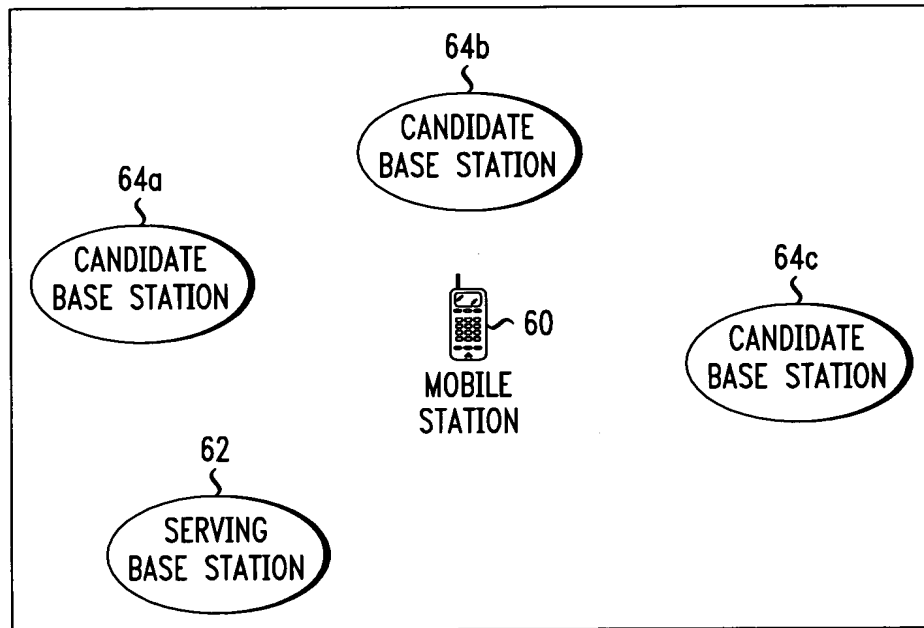 64b
CANDIDATE
BASE STATION
64a
CANDIDATE
BASE STATION
64c
CANDIDATE
BASE STATION
60
MOBILE
STATION
62
SERVING
BASE STATION